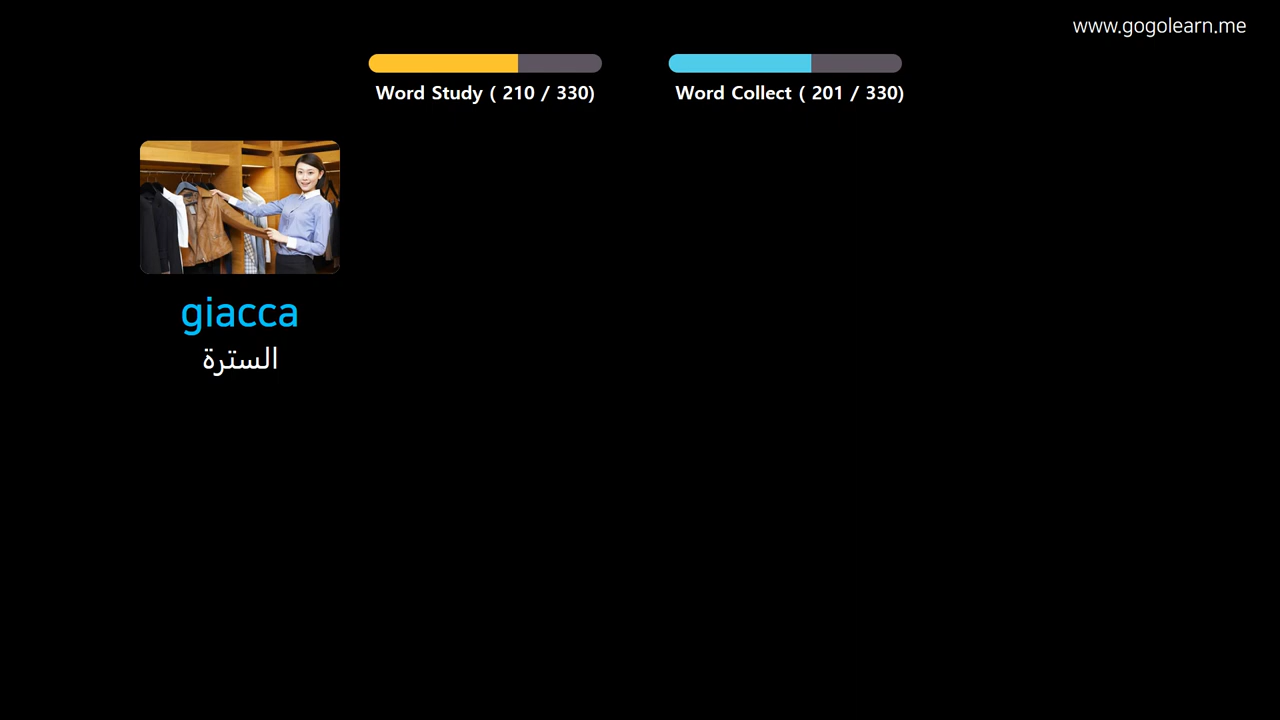 www.gogolearn.me
Word Study ( 210 / 330)
Word Collect ( 201 / 330)
giacca
السترة